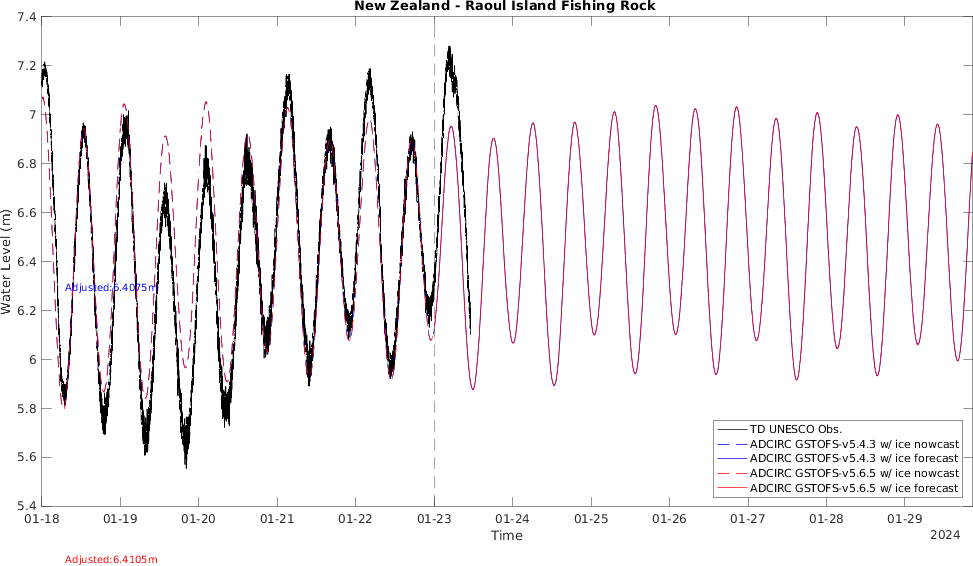 New Zealand - Raoul Island Fishing Rock
7.4
7.2
7
6.8
6.6
6.4
6.2
6
5.8
5.6
5.4
Water Level (m)
Adjusted:6.4075m
TD UNESCO Obs.
ADCIRC GSTOFS-v5.4.3 w/ ice nowcast
ADCIRC GSTOFS-v5.4.3 w/ ice forecast
ADCIRC GSTOFS-v5.6.5 w/ ice nowcast
ADCIRC GSTOFS-v5.6.5 w/ ice forecast
01-18 01-19 01-20 01-21 01-22 01-23 01-24 01-25 01-26 01-27 01-28 01-29
Time
2024
Adjusted:6.4105m